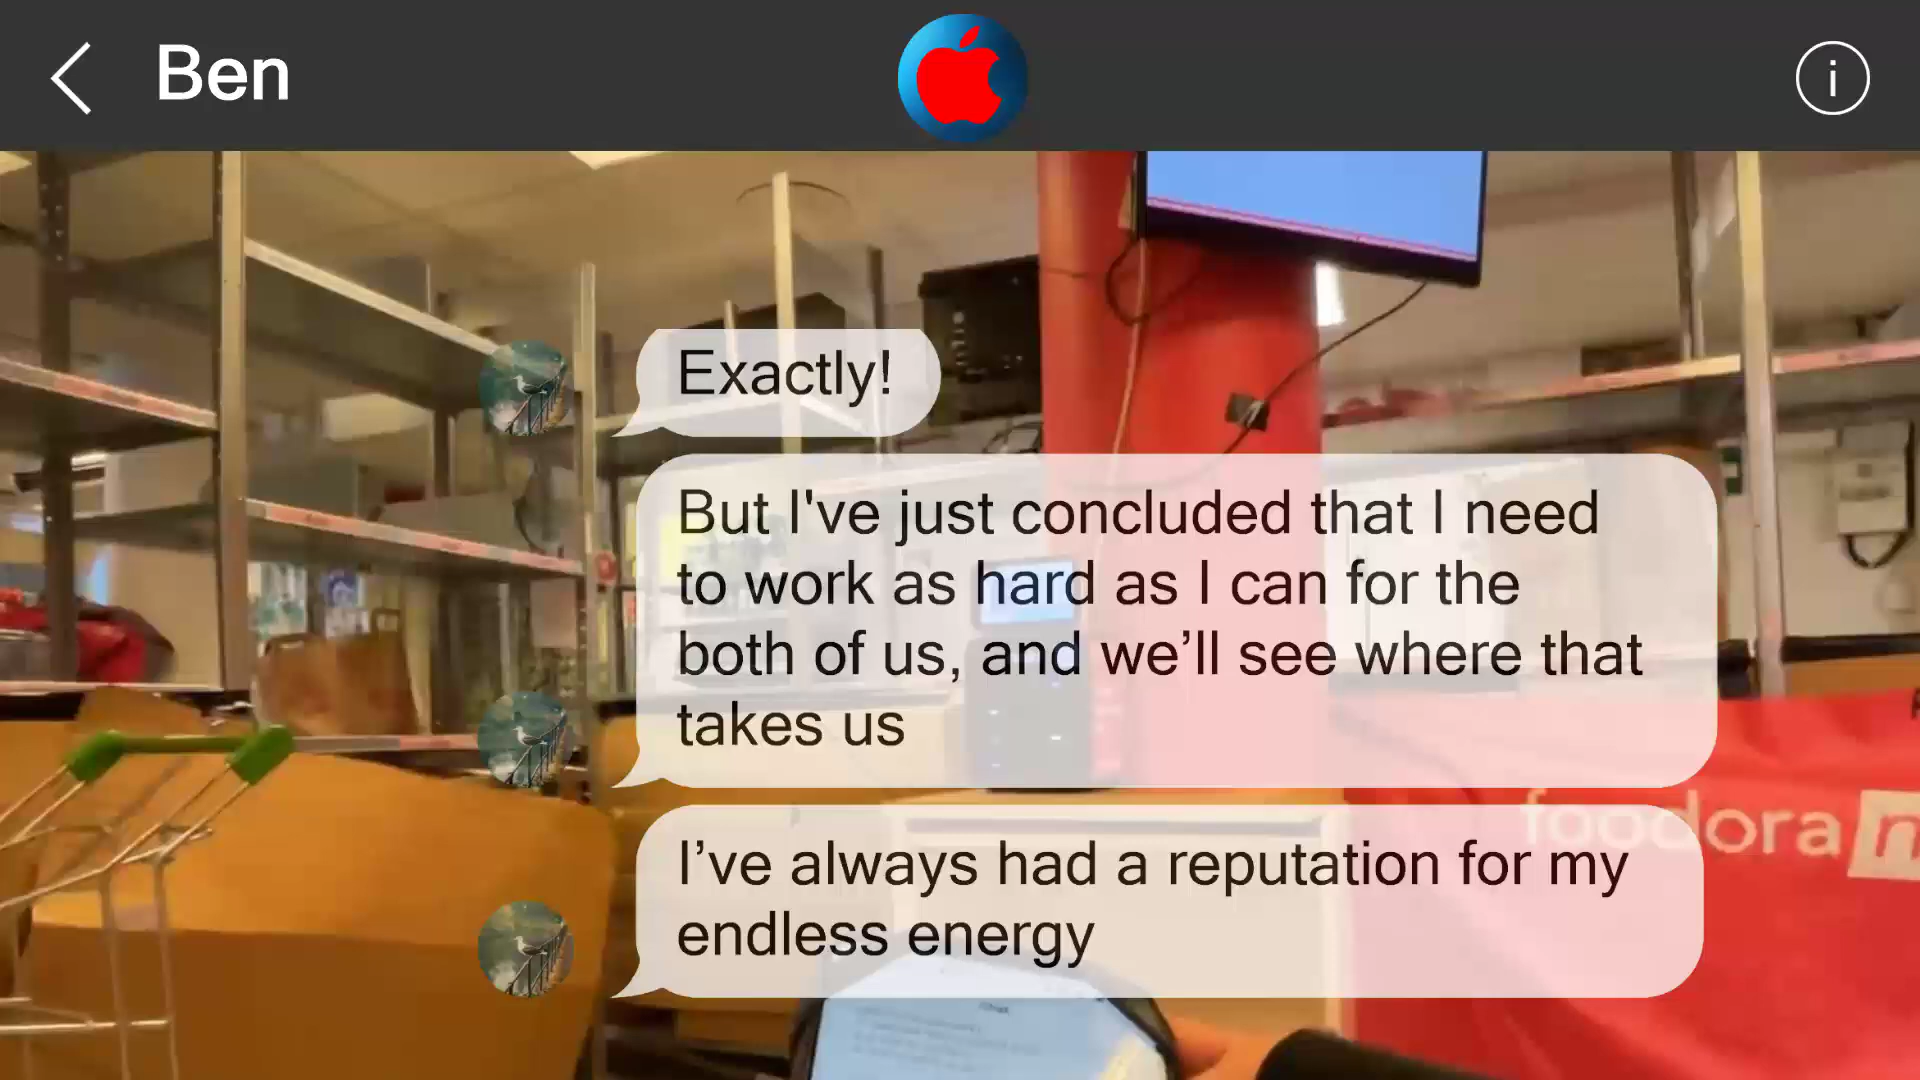 Ben
i
Exactly!
But I've just concluded that I need
to work as hard as I can for the
both of us, and we’ll see where that
takes us
I’ve always had a reputation for my
endless energy
foodora